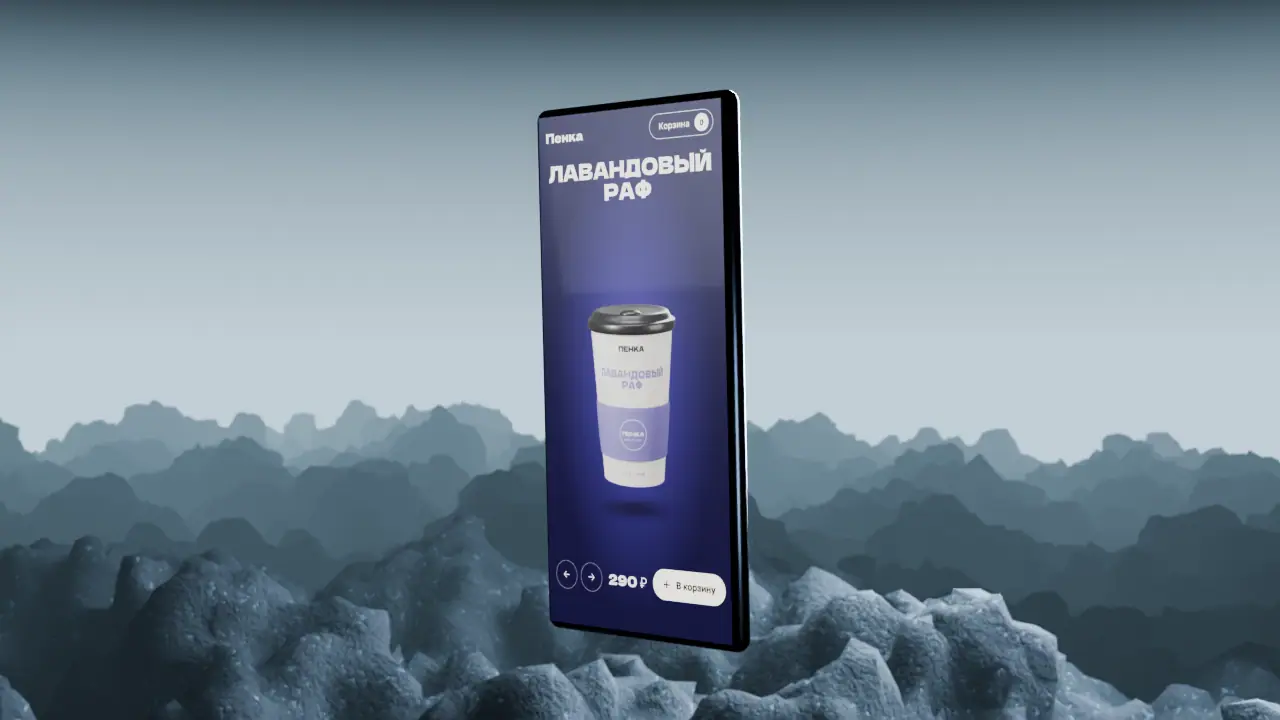 Пенка
Корзина 0
ЛАВАНДОВЫЙ
РАФ
ПЕНКА
ЛАВАНДОВЫЙ
РАФ
ПЕНКА
290 ₽
+ В корзину